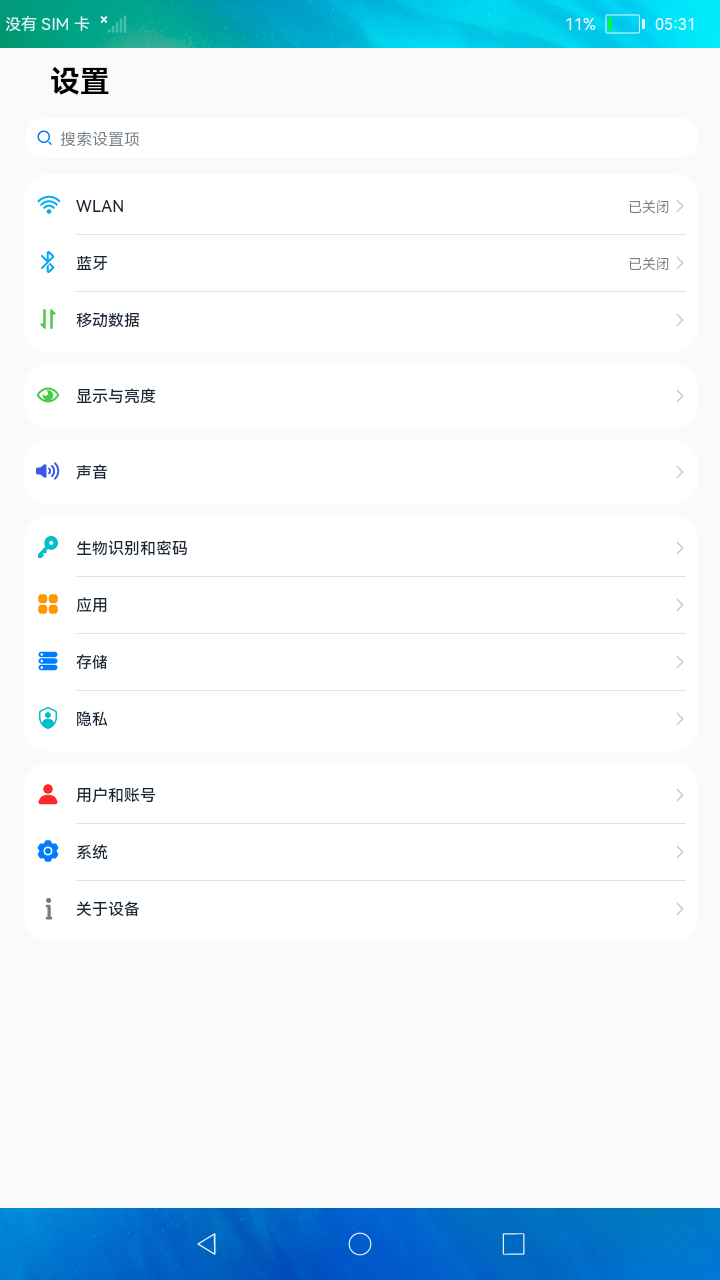 没有 SIM 卡
11%
05:31
设置
搜索设置项
WLAN 已关闭
蓝牙 已关闭
移动数据
显示与亮度
声音
生物识别和密码
应用
存储
隐私
用户和账号
系统
关于设备